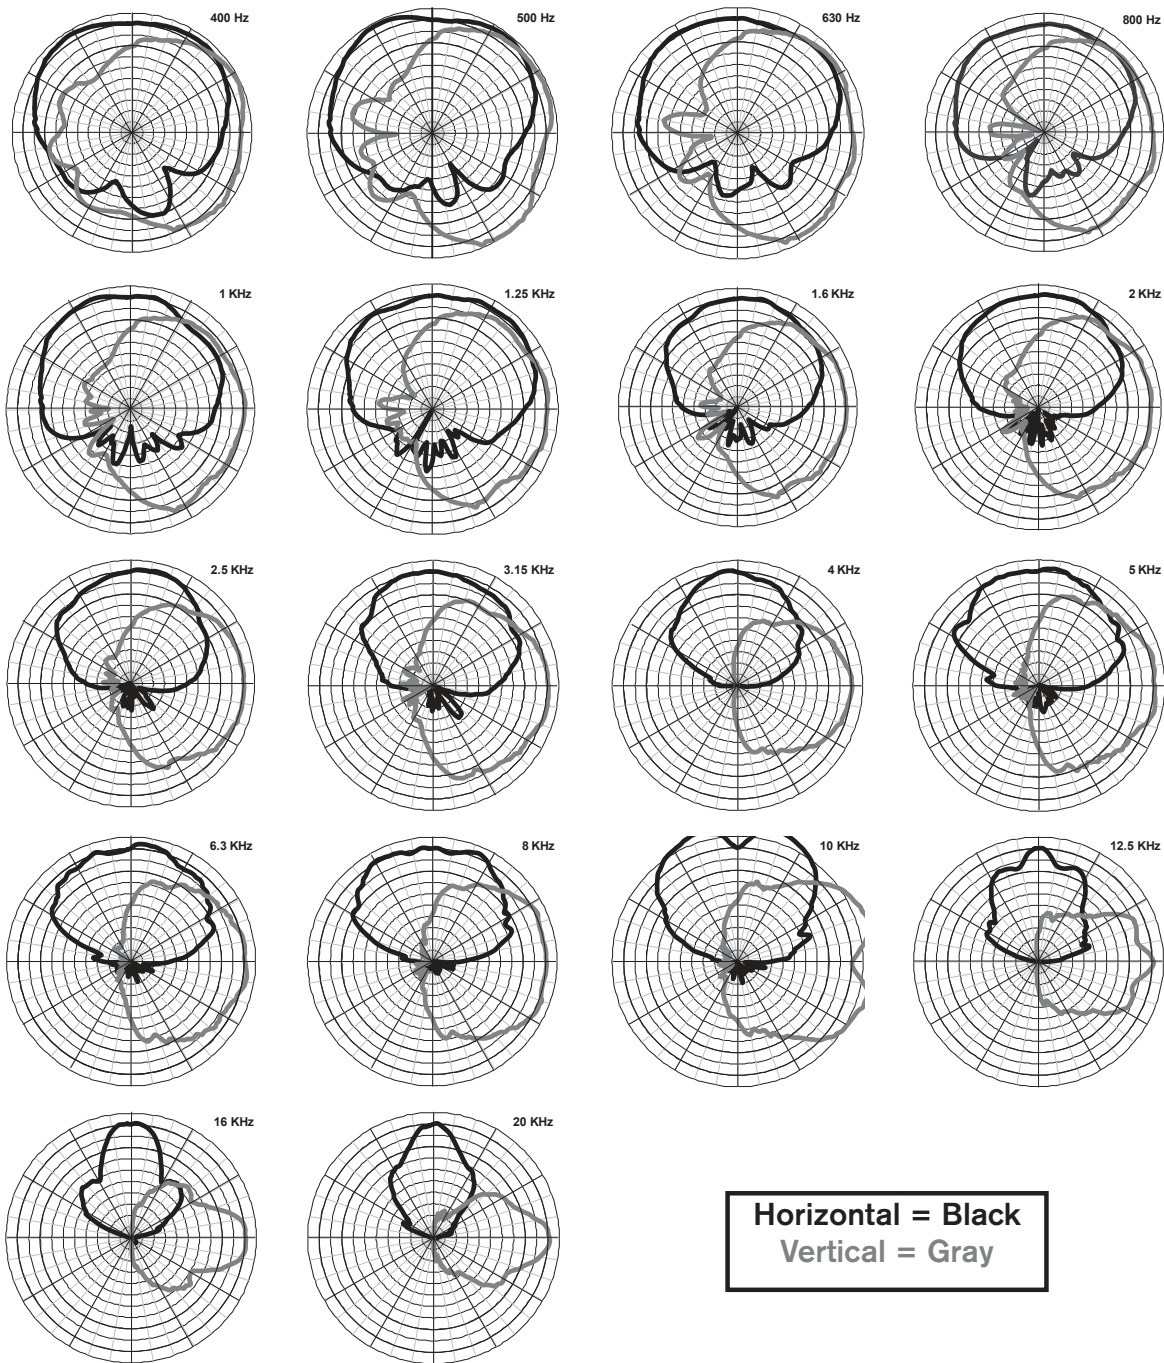 400 Hz
500 Hz
630 Hz
800 Hz
1 KHz
1.25 KHz
1.6 KHz
2 KHz
2.5 KHz
3.15 KHz
4 KHz
5 KHz
6.3 KHz
8 KHz
10 KHz
12.5 KHz
16 KHz
20 KHz
Horizontal = Black
Vertical = Gray